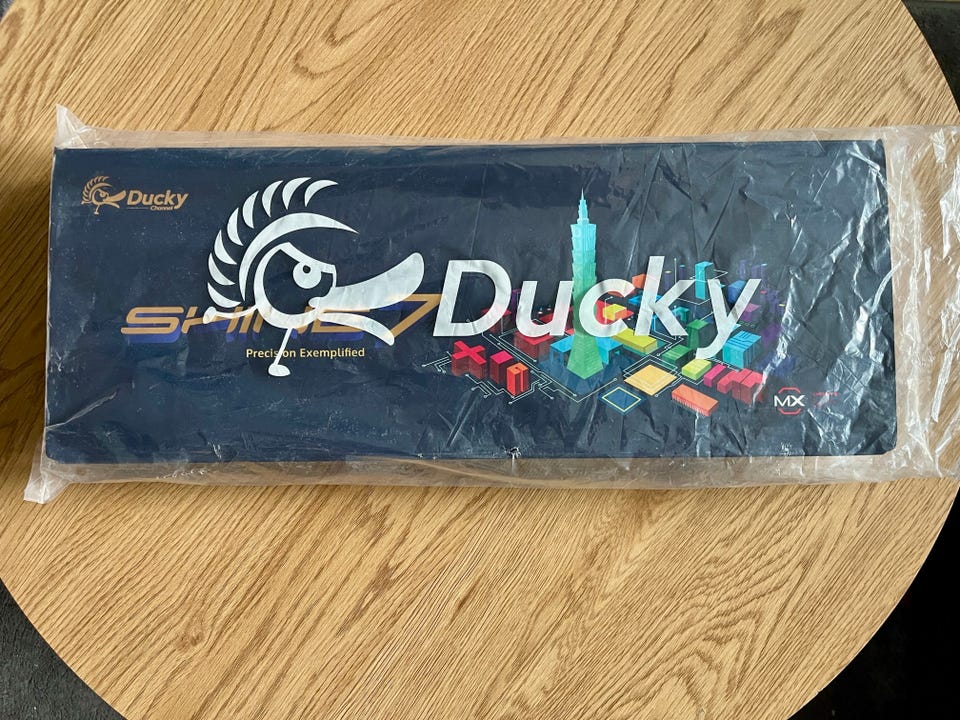 Ducky
Channel
Ducky
SHINE 7
Precision Exemplified
MX